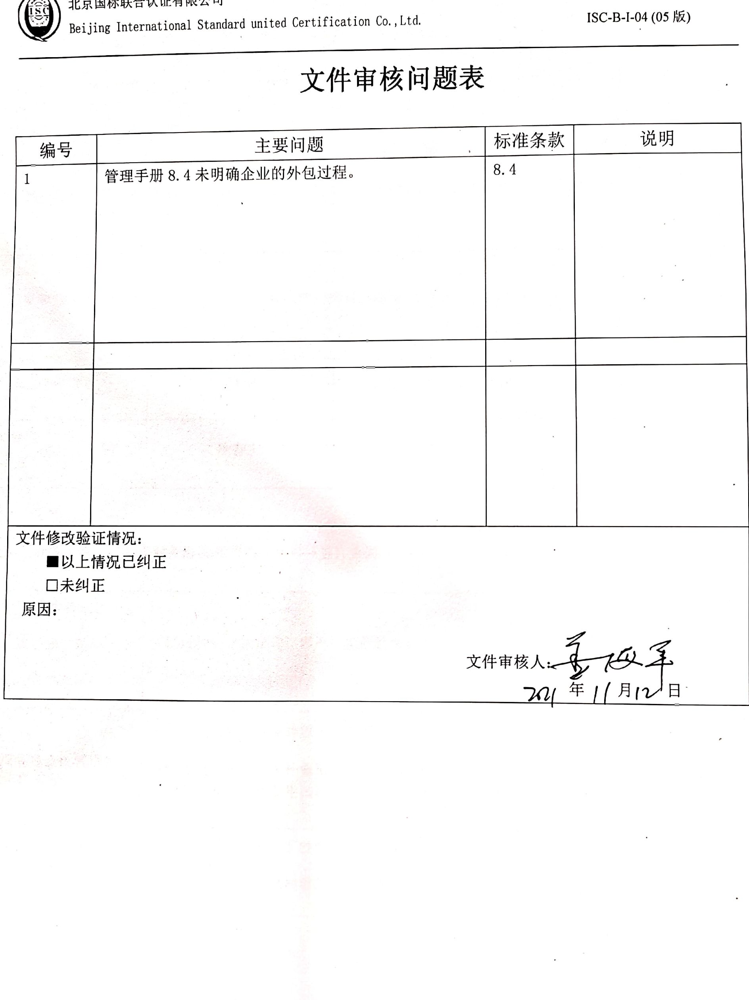 ISC
北京国标联合认证有限公司
Beijing International Standard united Certification Co.,Ltd.
ISC-B-I-04 (05 版)
文件审核问题表
编号 主要问题 标准条款 说明
1 管理手册 8.4 未明确企业的外包过程。 8.4
文件修改验证情况：
■以上情况已纠正
□未纠正
原因：
文件审核人：
2021 年 11 月 12 日